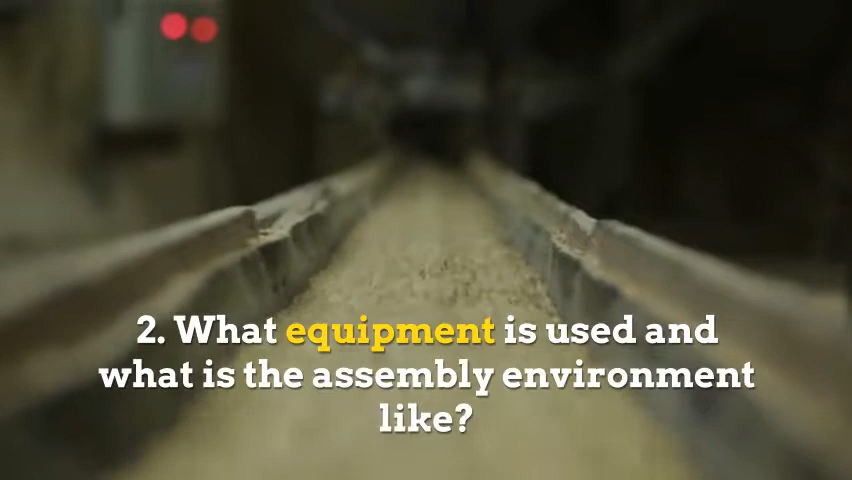 2. What equipment is used and
what is the assembly environment
like?